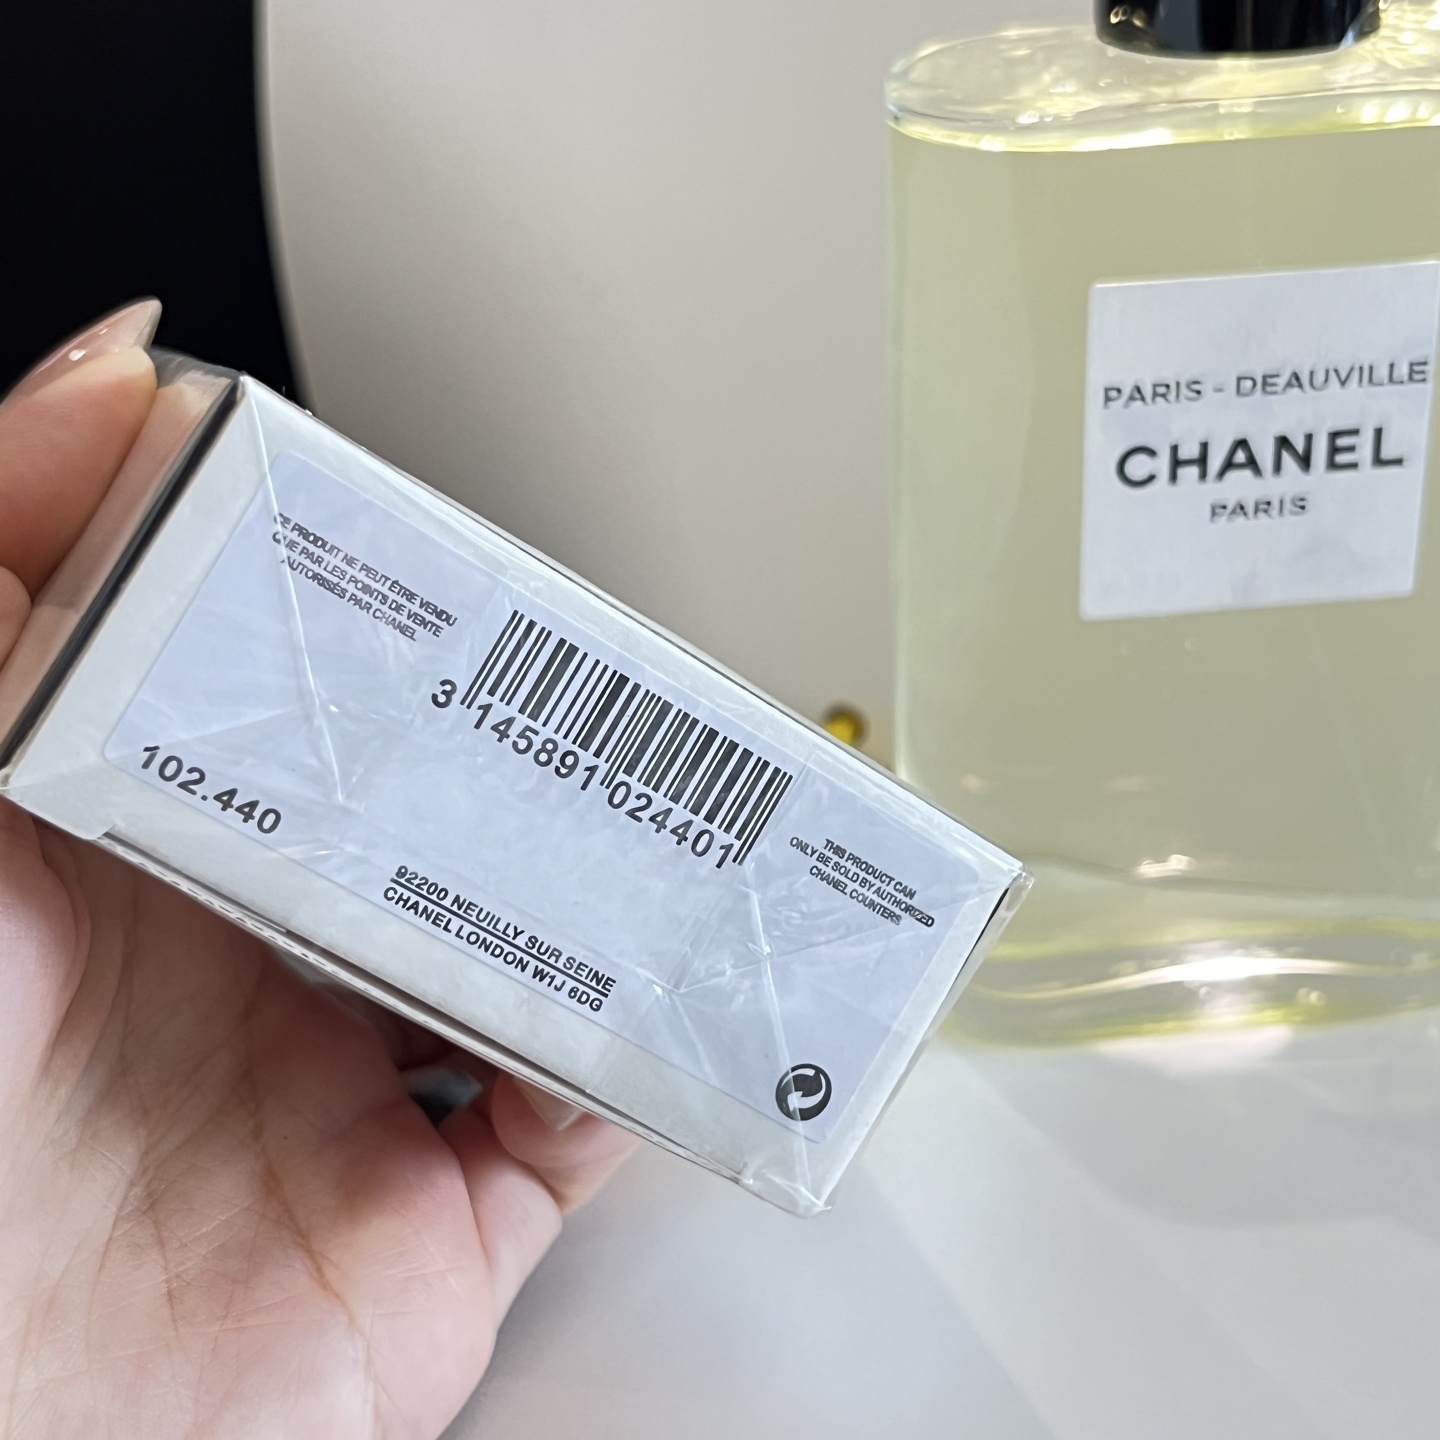 CE PRODUIT NE PEUT ÊTRE VENDU
QUE PAR LES POINTS DE VENTE
AUTORISÉS PAR CHANEL
3 145891 024401
102.440
THIS PRODUCT CAN
ONLY BE SOLD BY AUTHORIZED
CHANEL COUNTERS
92200 NEUILLY SUR SEINE
CHANEL LONDON W1J 6DG
PARIS - DEAUVILLE
CHANEL
PARIS